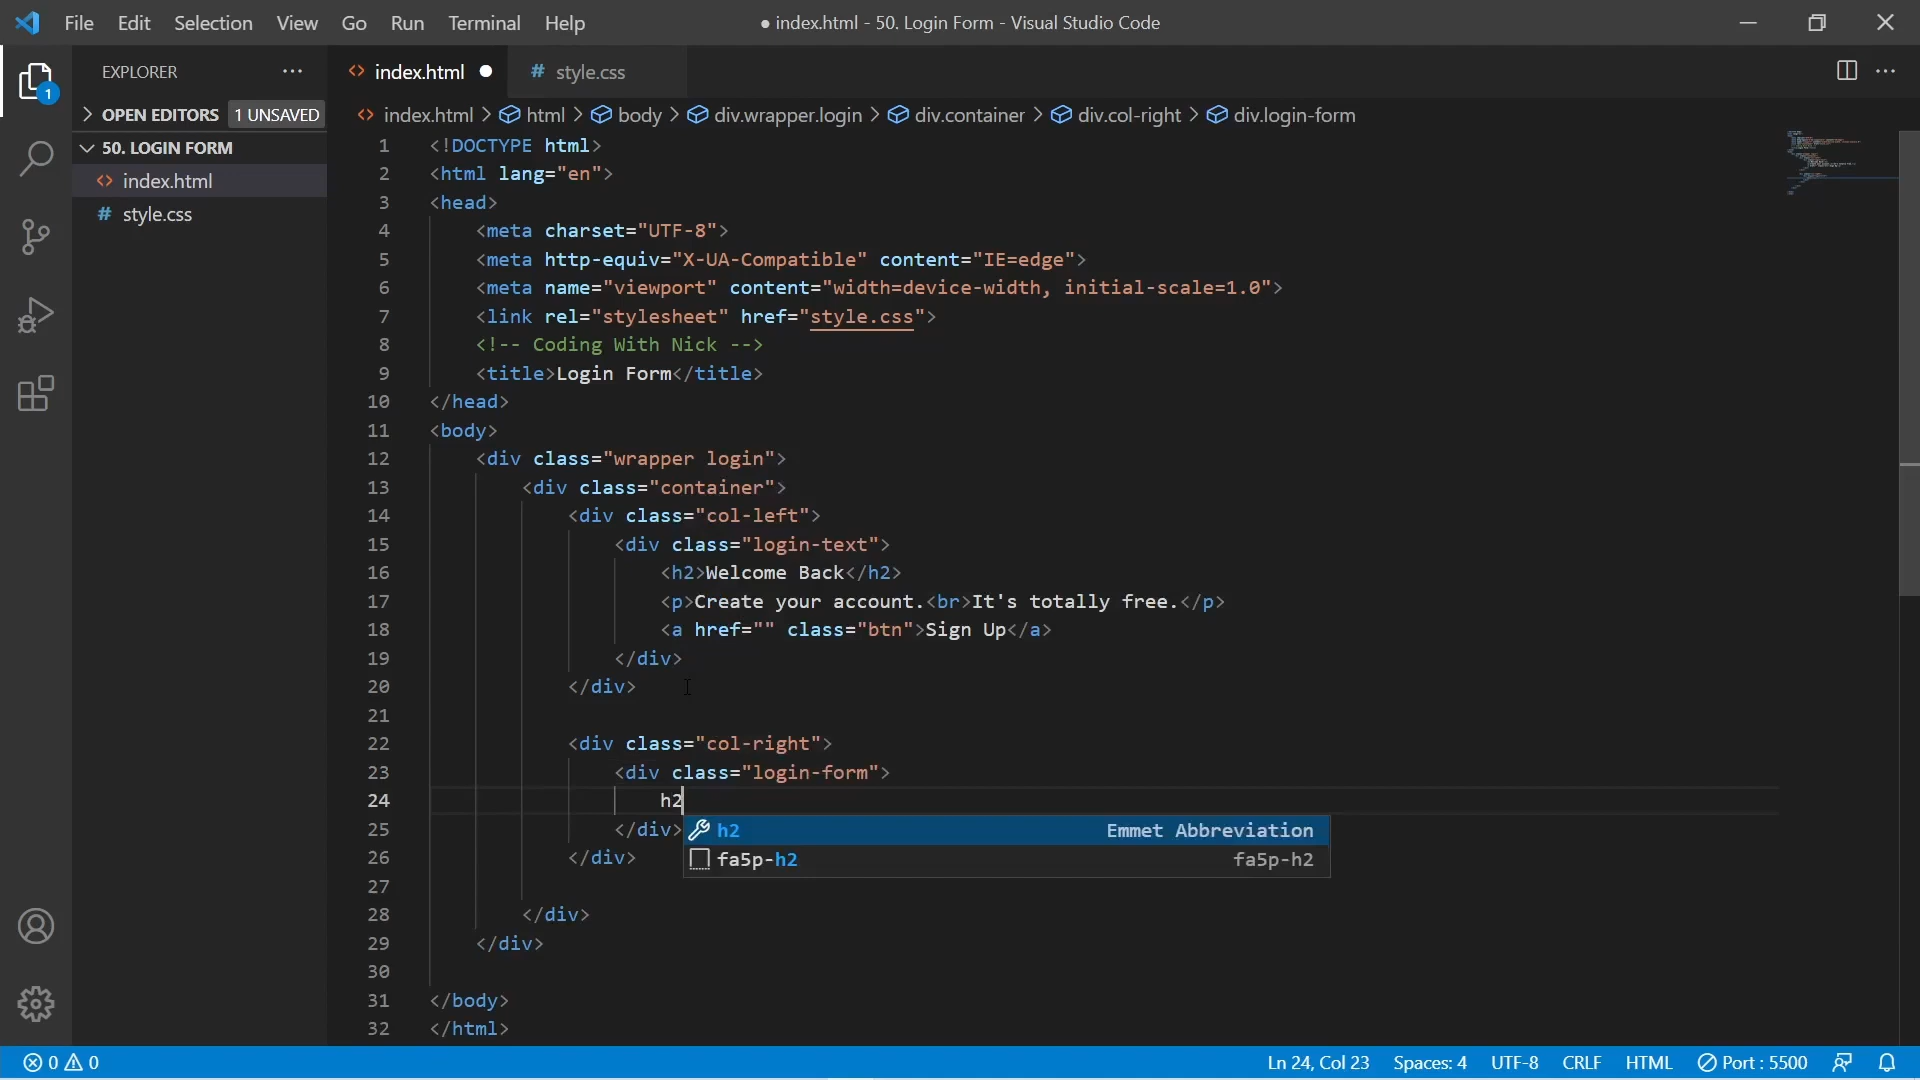 File Edit Selection View Go Run Terminal Help ● index.html - 50. Login Form - Visual Studio Code
EXPLORER ··· <> index.html ● # style.css ···
1
> OPEN EDITORS 1 UNSAVED
<> index.html > html > body > div.wrapper.login > div.container > div.col-right > div.login-form
50. LOGIN FORM
<> index.html
# style.css
1 <!DOCTYPE html>
2 <html lang="en">
3 <head>
4 <meta charset="UTF-8">
5 <meta http-equiv="X-UA-Compatible" content="IE=edge">
6 <meta name="viewport" content="width=device-width, initial-scale=1.0">
7 <link rel="stylesheet" href="style.css">
8 <!-- Coding With Nick -->
9 <title>Login Form</title>
10 </head>
11 <body>
12 <div class="wrapper login">
13 <div class="container">
14 <div class="col-left">
15 <div class="login-text">
16 <h2>Welcome Back</h2>
17 <p>Create your account.<br>It's totally free.</p>
18 <a href="" class="btn">Sign Up</a>
19 </div>
20 </div>
21
22 <div class="col-right">
23 <div class="login-form">
24 h2
25 </div>
h2 Emmet Abbreviation
26 </div>
fa5p-h2 fa5p-h2
27
28 </div>
29 </div>
30
31 </body>
32 </html>
0 0 Ln 24, Col 23 Spaces: 4 UTF-8 CRLF HTML Port : 5500